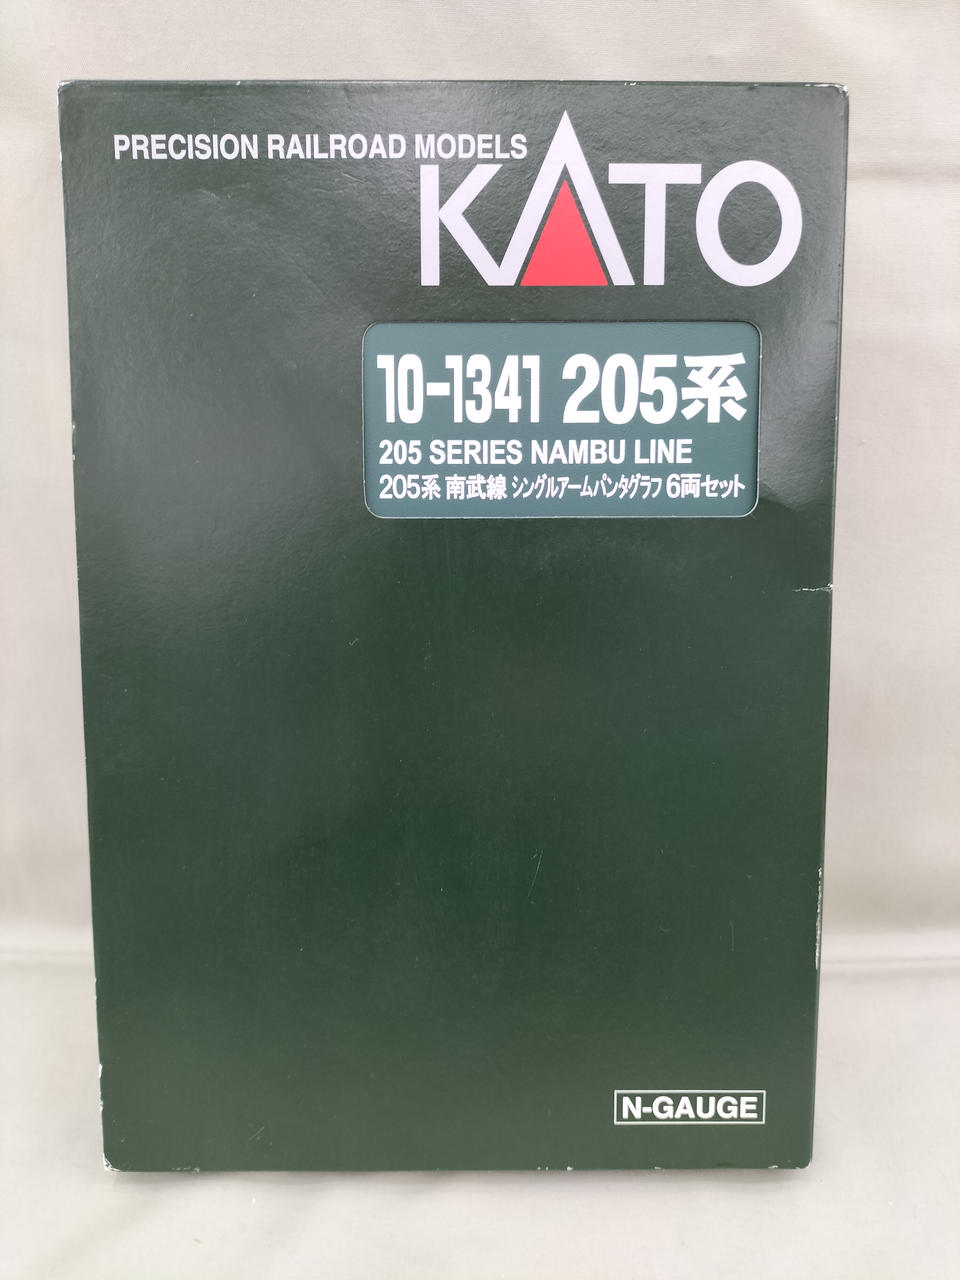 PRECISION RAILROAD MODELS
KATO
10-1341 205系
205 SERIES NAMBU LINE
205系 南武線 シングルアームパンタグラフ 6両セット
N-GAUGE